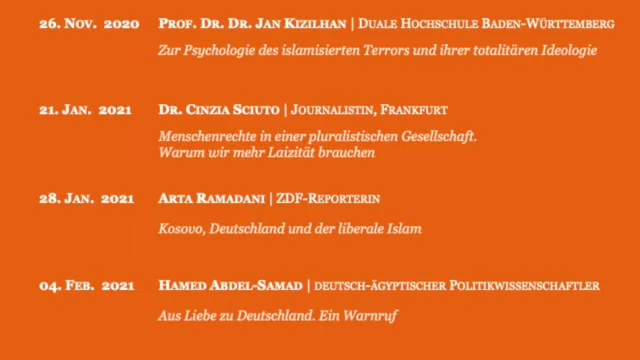 26. Nov. 2020 Prof. Dr. Dr. Jan Kizilhan | Duale Hochschule Baden-Württemberg
Zur Psychologie des islamisierten Terrors und ihrer totalitären Ideologie
21. Jan. 2021 Dr. Cinzia Sciuto | Journalistin, Frankfurt
Menschenrechte in einer pluralistischen Gesellschaft.
Warum wir mehr Laizität brauchen
28. Jan. 2021 Arta Ramadani | ZDF-Reporterin
Kosovo, Deutschland und der liberale Islam
04. Feb. 2021 Hamed Abdel-Samad | deutsch-ägyptischer Politikwissenschaftler
Aus Liebe zu Deutschland. Ein Warnruf